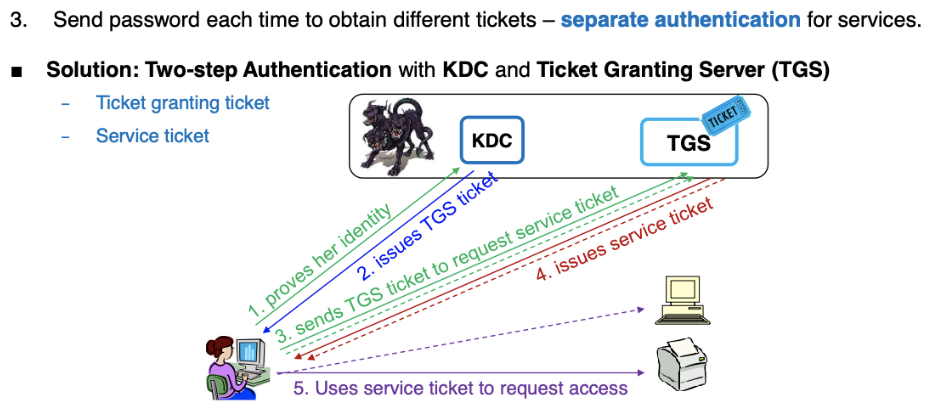 3. Send password each time to obtain different tickets – separate authentication for services.
■ Solution: Two-step Authentication with KDC and Ticket Granting Server (TGS)
– Ticket granting ticket
– Service ticket
KDC
TGS
TICKET
1. proves her identity
2. issues TGS ticket
3. sends TGS ticket to request service ticket
4. issues service ticket
5. Uses service ticket to request access